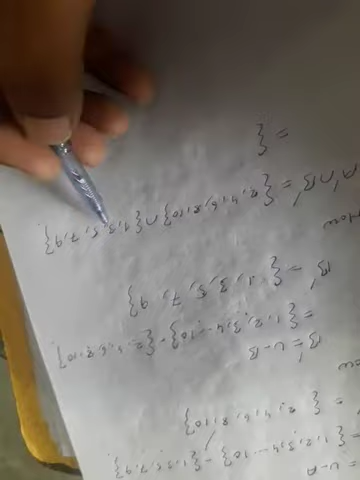 = U - A
= {1, 2, 3, 4 ... 10} - {1, 3, 5, 7, 9}
= {2, 4, 6, 8, 10}
B' = U - B
= {1, 2, 3, 4 ... 10} - {2, 4, 6, 8, 10}
B' = {1, 3, 5, 7, 9}
Now
A' ∩ B' = {2, 4, 6, 8, 10} ∩ {1, 3, 5, 7, 9}
= {